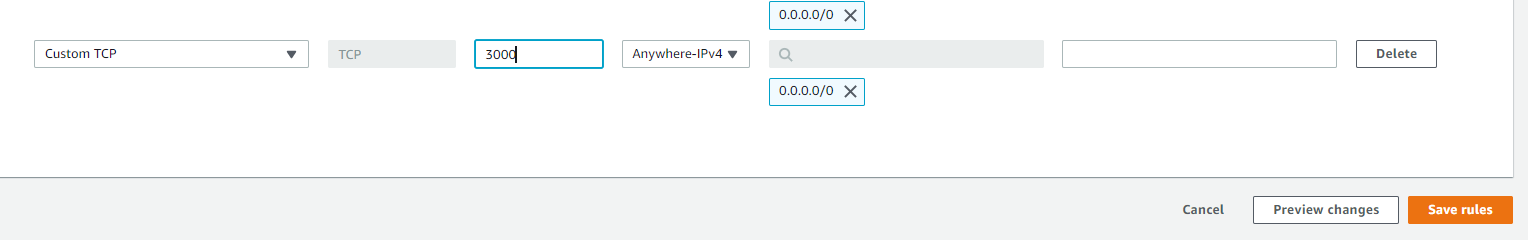 0.0.0.0/0
Custom TCP
TCP
3000
Anywhere-IPv4
Delete
0.0.0.0/0
Cancel
Preview changes
Save rules